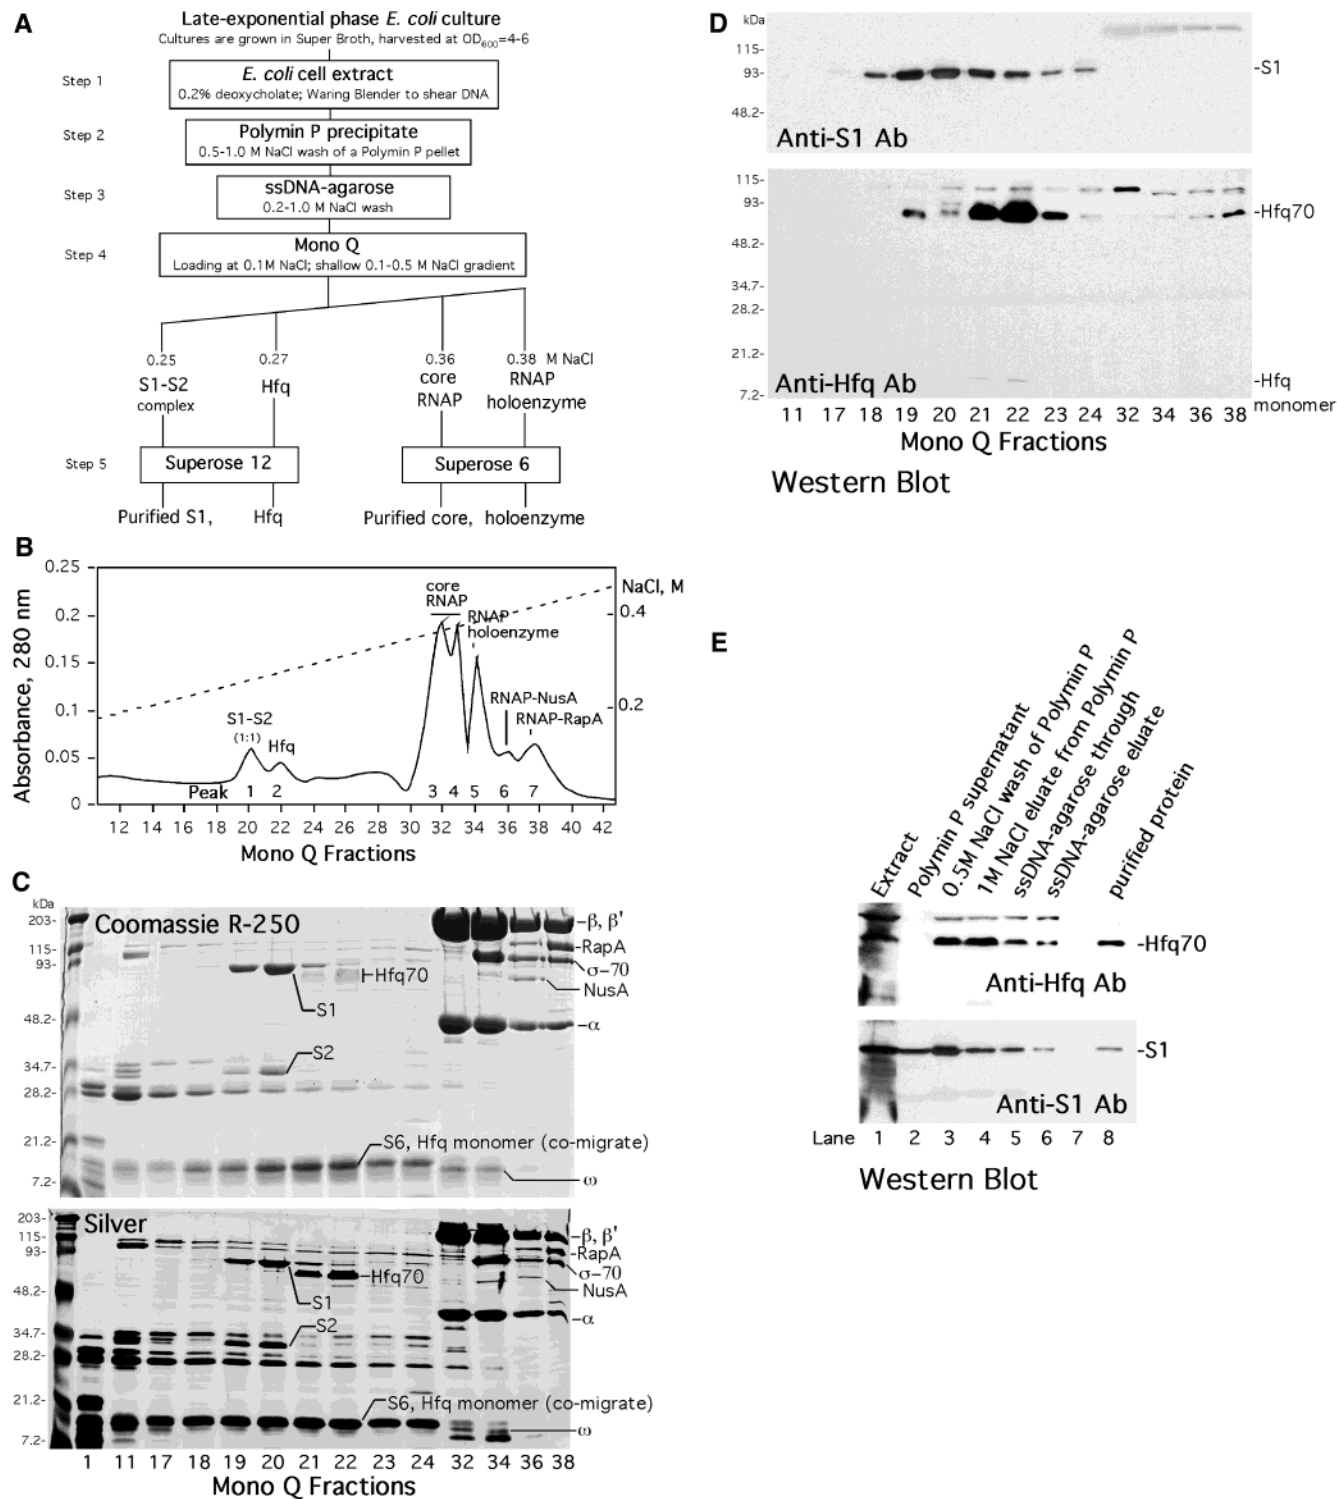 A
Late-exponential phase E. coli culture
Cultures are grown in Super Broth, harvested at OD600=4-6
Step 1
E. coli cell extract
0.2% deoxycholate; Waring Blender to shear DNA
Step 2
Polymin P precipitate
0.5-1.0 M NaCl wash of a Polymin P pellet
Step 3
ssDNA-agarose
0.2-1.0 M NaCl wash
Step 4
Mono Q
Loading at 0.1M NaCl; shallow 0.1-0.5 M NaCl gradient
0.25 0.27 0.36 0.38 M NaCl
S1-S2 complex
Hfq
core RNAP
RNAP holoenzyme
Step 5
Superose 12
Superose 6
Purified S1, Hfq
Purified core, holoenzyme
B
Absorbance, 280 nm
0.25
0.2
0.15
0.1
0.05
0
NaCl, M
0.4
0.2
core
RNAP
RNAP
holoenzyme
RNAP-NusA
RNAP-RapA
S1-S2
(1:1)
Hfq
Peak 1 2 3 4 5 6 7
12 14 16 18 20 22 24 26 28 30 32 34 36 38 40 42
Mono Q Fractions
C
kDa
203-
115-
93-
48.2-
34.7-
28.2-
21.2-
7.2-
Coomassie R-250
-β, β'
-RapA
σ-70
NusA
Hfq70
S1
-α
S2
S6, Hfq monomer (co-migrate)
ω
203-
115-
93-
48.2-
34.7-
28.2-
21.2-
7.2-
Silver
-β, β'
-RapA
σ-70
NusA
-Hfq70
S1
-α
S2
S6, Hfq monomer (co-migrate)
ω
1 11 17 18 19 20 21 22 23 24 32 34 36 38
Mono Q Fractions
D
kDa
115-
93-
48.2-
-S1
Anti-S1 Ab
115-
93-
48.2-
34.7-
28.2-
21.2-
7.2-
-Hfq70
-Hfq
monomer
Anti-Hfq Ab
11 17 18 19 20 21 22 23 24 32 34 36 38
Mono Q Fractions
Western Blot
E
Extract
Polymin P supernatant
0.5M NaCl wash of Polymin P
1M NaCl eluate from Polymin P
ssDNA-agarose through
ssDNA-agarose eluate
purified protein
-Hfq70
Anti-Hfq Ab
-S1
Anti-S1 Ab
Lane 1 2 3 4 5 6 7 8
Western Blot